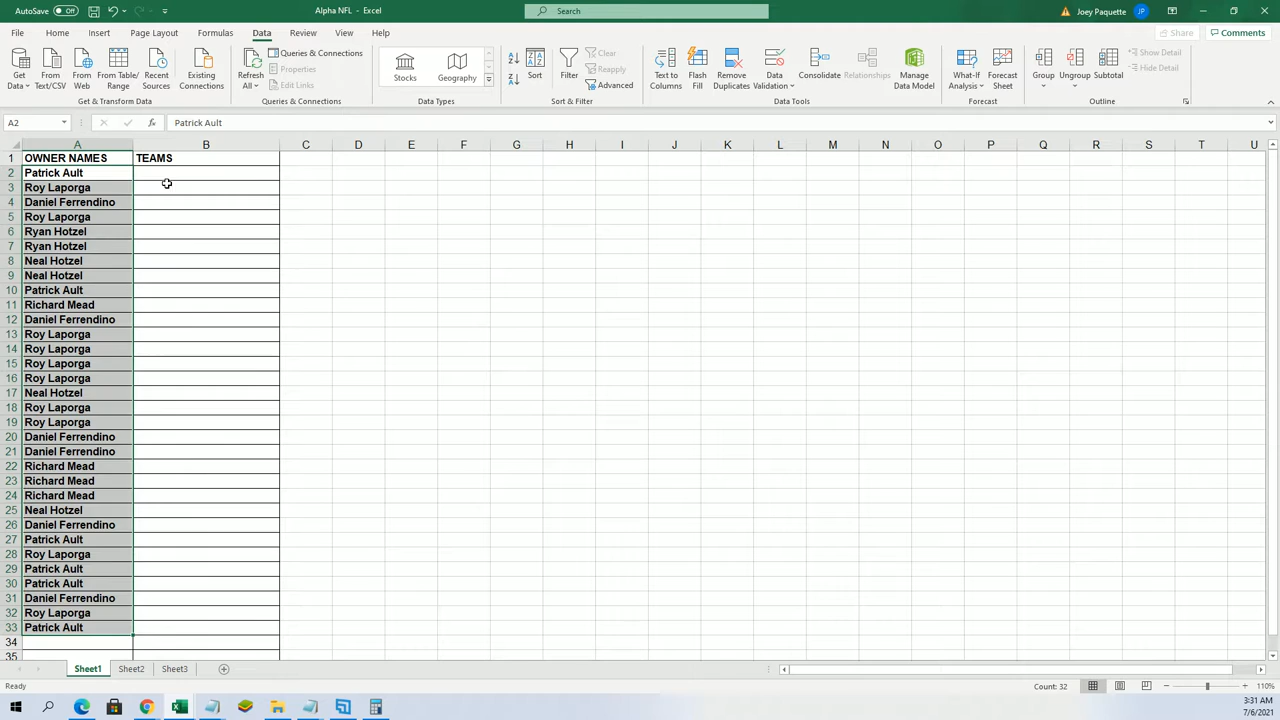 AutoSave Off
Alpha NFL - Excel
Search
Joey Paquette
JP
File Home Insert Page Layout Formulas Data Review View Help
Share Comments
Get Data
From Text/CSV
From Web
From Table/ Range
Recent Sources
Existing Connections
Get & Transform Data
Refresh All
Queries & Connections
Properties
Edit Links
Queries & Connections
Stocks
Geography
Data Types
Sort
Filter
Clear
Reapply
Advanced
Sort & Filter
Text to Columns
Flash Fill
Remove Duplicates
Data Validation
Consolidate
Relationships
Manage Data Model
Data Tools
What-If Analysis
Forecast Sheet
Forecast
Group
Ungroup
Subtotal
Show Detail
Hide Detail
Outline
A2 fx Patrick Ault
A B C D E F G H I J K L M N O P Q R S T U
1 OWNER NAMES TEAMS
2 Patrick Ault
3 Roy Laporga
4 Daniel Ferrendino
5 Roy Laporga
6 Ryan Hotzel
7 Ryan Hotzel
8 Neal Hotzel
9 Neal Hotzel
10 Patrick Ault
11 Richard Mead
12 Daniel Ferrendino
13 Roy Laporga
14 Roy Laporga
15 Roy Laporga
16 Roy Laporga
17 Neal Hotzel
18 Roy Laporga
19 Roy Laporga
20 Daniel Ferrendino
21 Daniel Ferrendino
22 Richard Mead
23 Richard Mead
24 Richard Mead
25 Neal Hotzel
26 Daniel Ferrendino
27 Patrick Ault
28 Roy Laporga
29 Patrick Ault
30 Patrick Ault
31 Daniel Ferrendino
32 Roy Laporga
33 Patrick Ault
34
35
Sheet1 Sheet2 Sheet3
Ready
Count: 32
110%
3:31 AM
7/6/2021